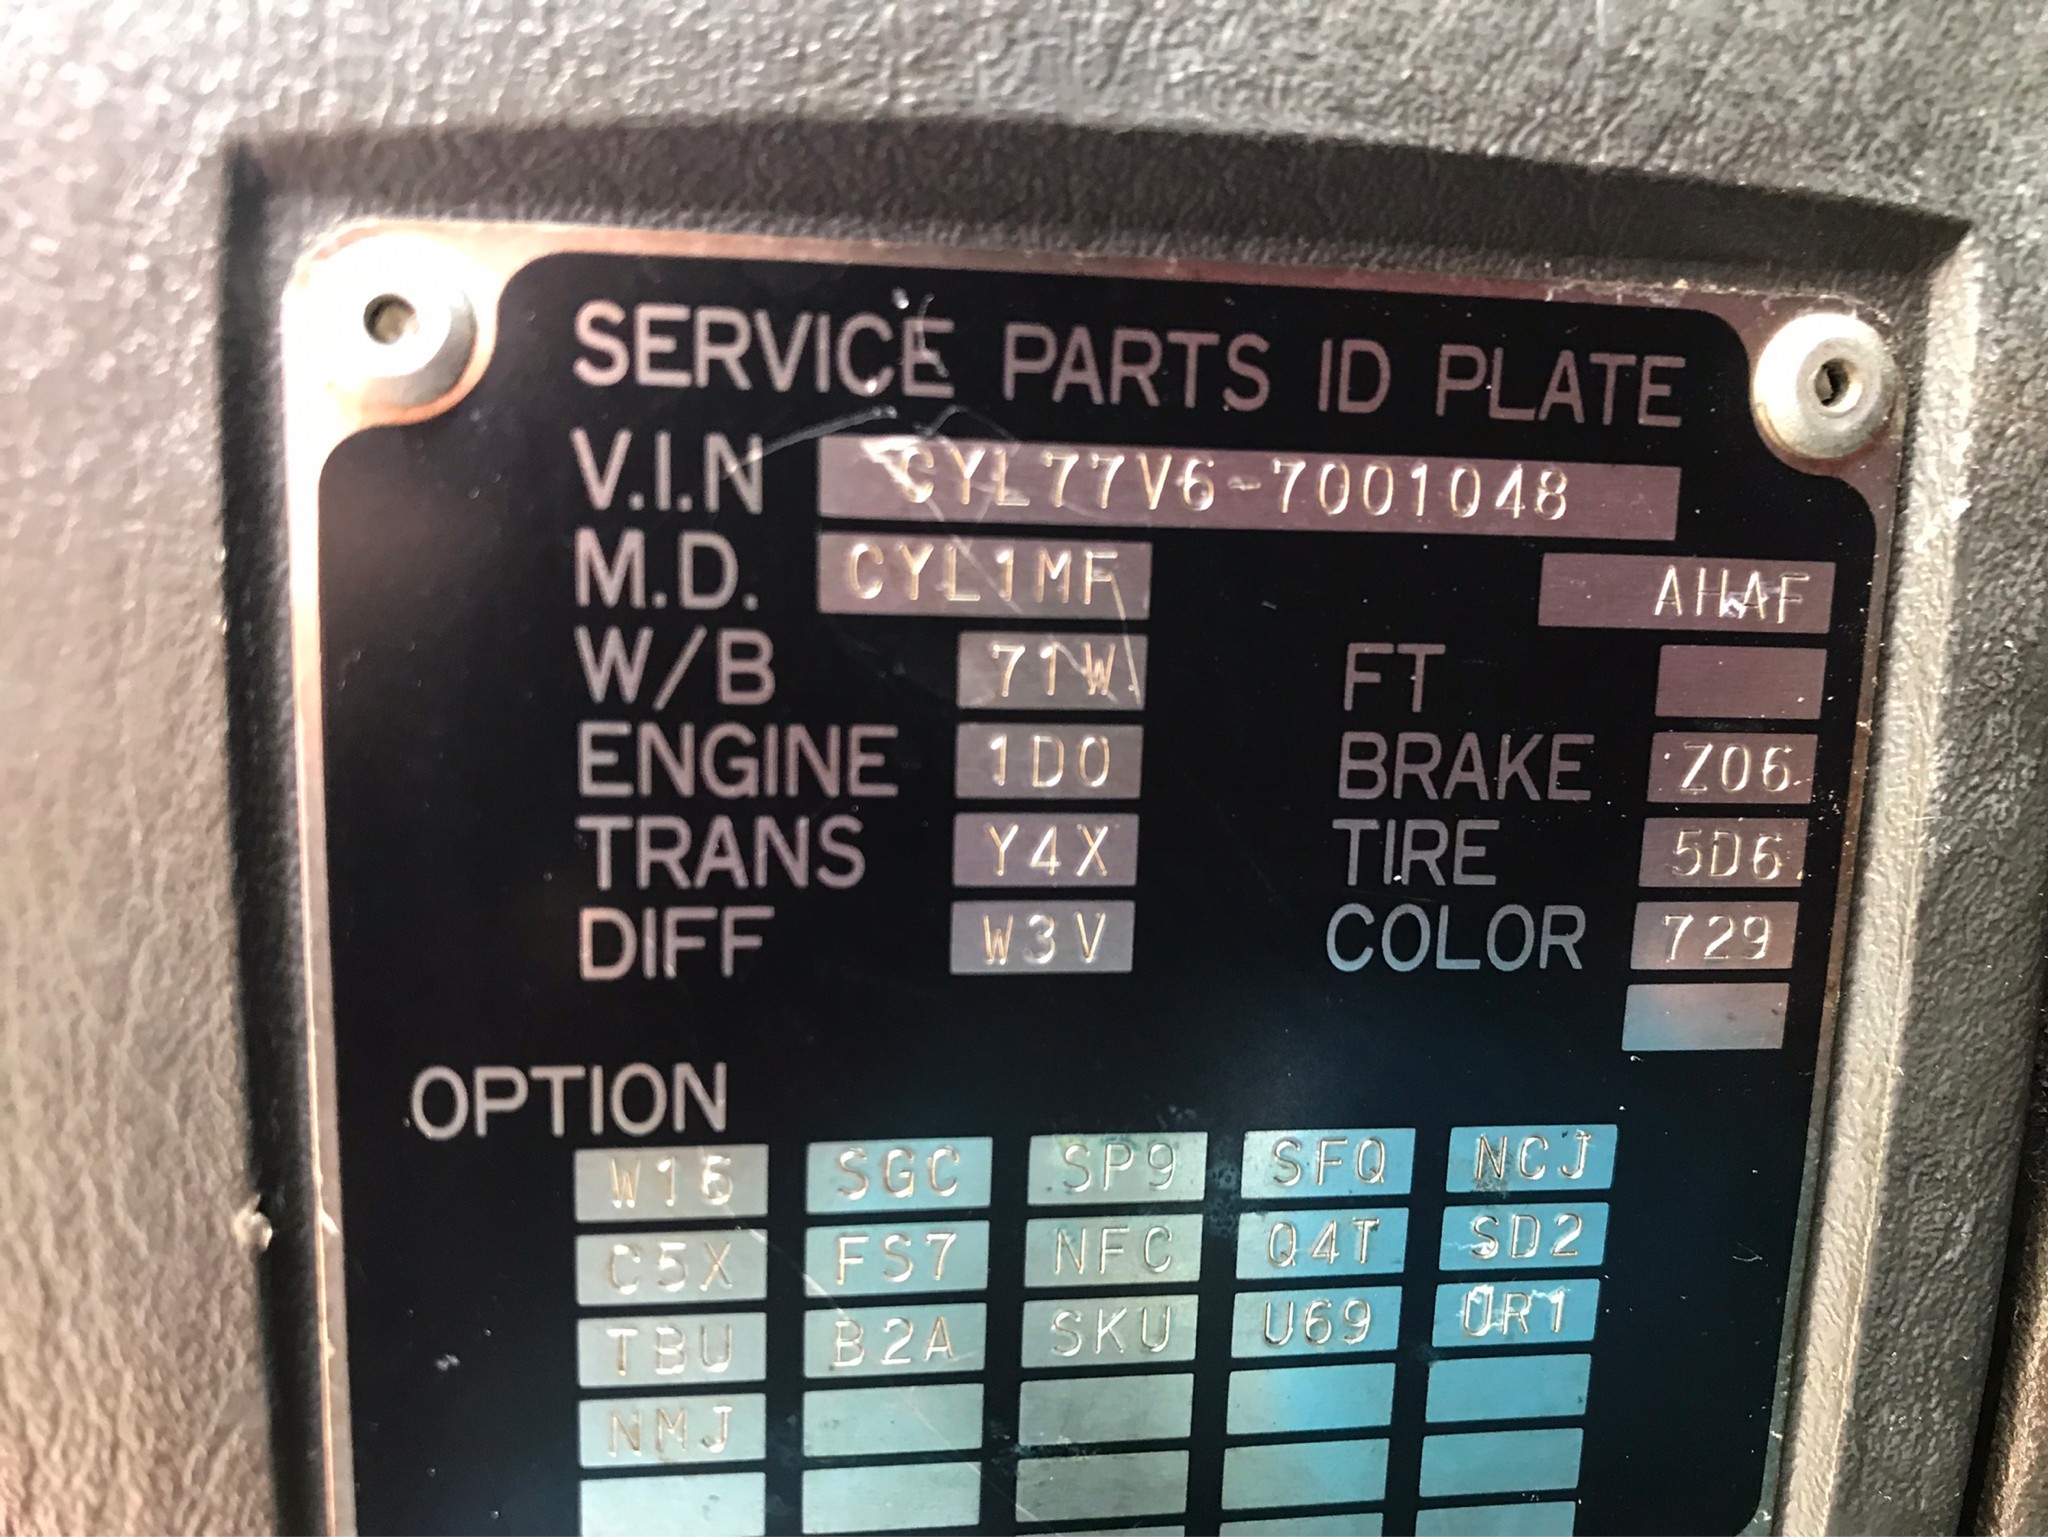 SERVICE PARTS ID PLATE
V.I.N CYL77V6-7001048
M.D. CYL1MF AHAF
W/B 71W FT
ENGINE 1D0 BRAKE Z06
TRANS Y4X TIRE 5D6
DIFF W3V COLOR 729
OPTION
W16 SGC SP9 SFQ NCJ
C5X FS7 NFC Q4T SD2
TBU B2A SKU U69 UR1
NMJ